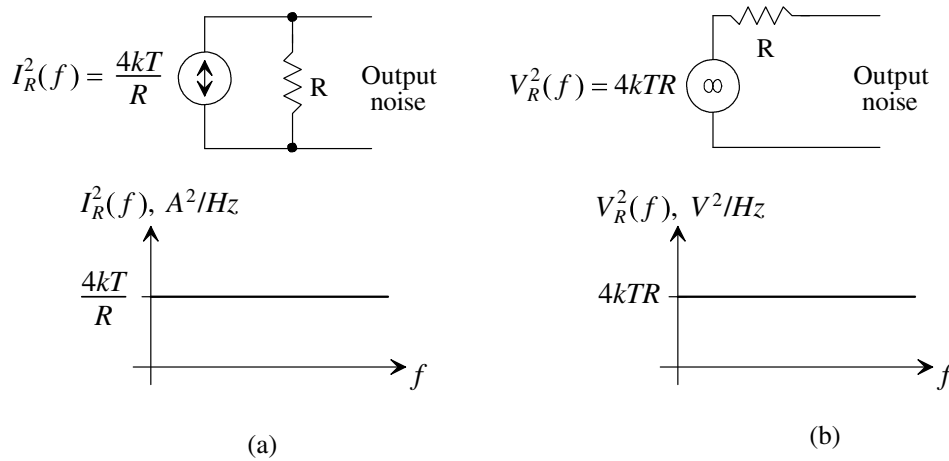 I_R^2(f) = 4kT/R
R
Output
noise
V_R^2(f) = 4kTR
R
∞
Output
noise
I_R^2(f), A^2/Hz
4kT/R
f
V_R^2(f), V^2/Hz
4kTR
f
(a)
(b)